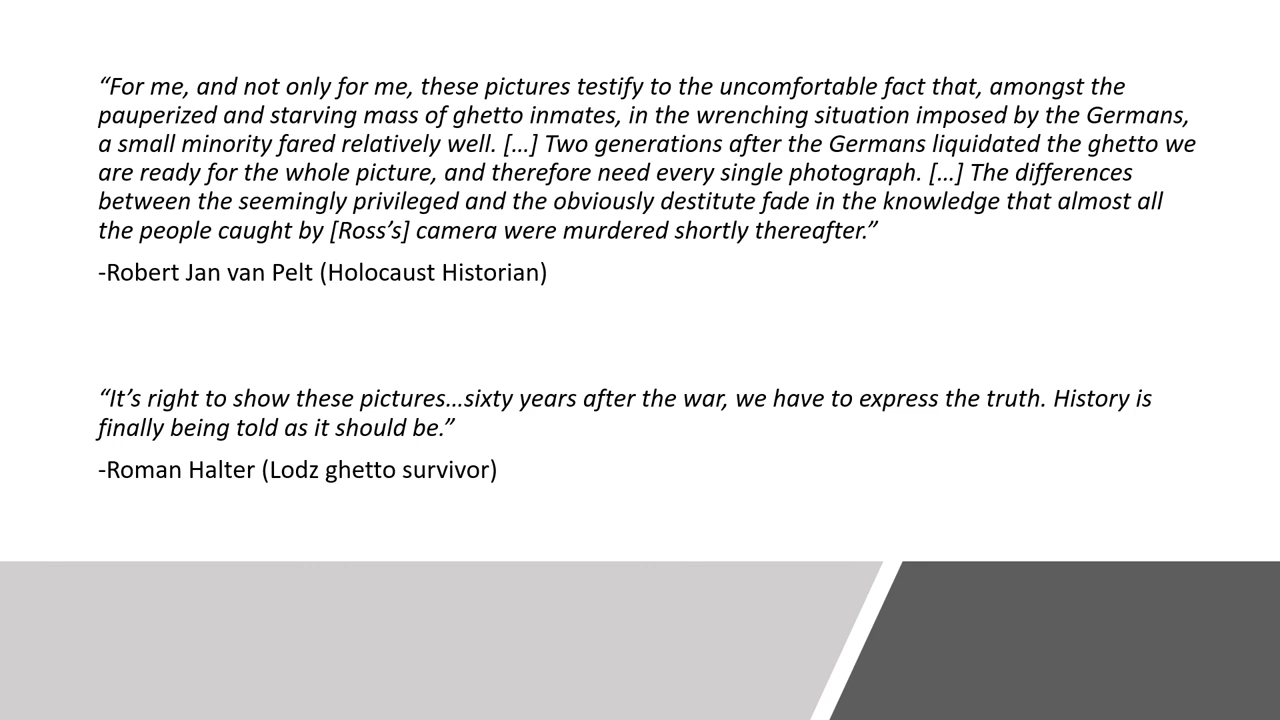 “For me, and not only for me, these pictures testify to the uncomfortable fact that, amongst the
pauperized and starving mass of ghetto inmates, in the wrenching situation imposed by the Germans,
a small minority fared relatively well. […] Two generations after the Germans liquidated the ghetto we
are ready for the whole picture, and therefore need every single photograph. […] The differences
between the seemingly privileged and the obviously destitute fade in the knowledge that almost all
the people caught by [Ross’s] camera were murdered shortly thereafter.”
-Robert Jan van Pelt (Holocaust Historian)
“It’s right to show these pictures…sixty years after the war, we have to express the truth. History is
finally being told as it should be.”
-Roman Halter (Lodz ghetto survivor)